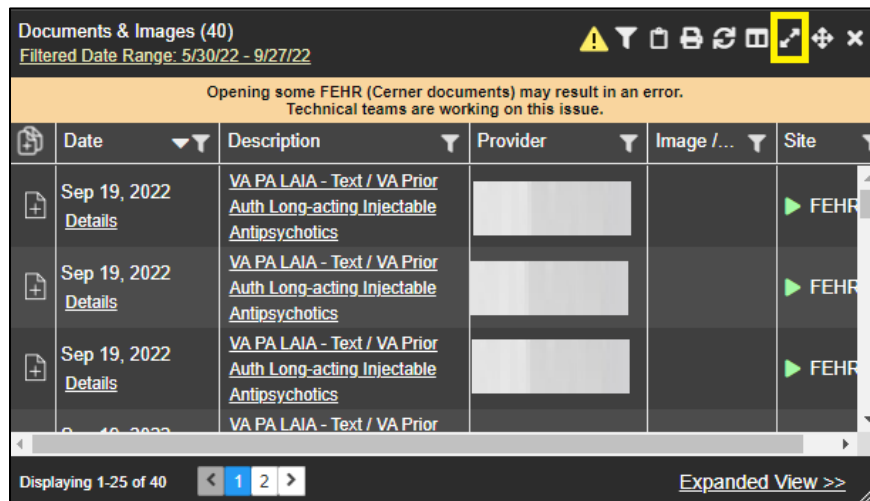 Documents & Images (40)
Filtered Date Range: 5/30/22 - 9/27/22
Opening some FEHR (Cerner documents) may result in an error.
Technical teams are working on this issue.
Date Description Provider Image /... Site
Sep 19, 2022
Details
VA PA LAIA - Text / VA Prior
Auth Long-acting Injectable
Antipsychotics
FEHR
Sep 19, 2022
Details
VA PA LAIA - Text / VA Prior
Auth Long-acting Injectable
Antipsychotics
FEHR
Sep 19, 2022
Details
VA PA LAIA - Text / VA Prior
Auth Long-acting Injectable
Antipsychotics
FEHR
VA PA LAIA - Text / VA Prior
Displaying 1-25 of 40 < 1 2 > Expanded View >>